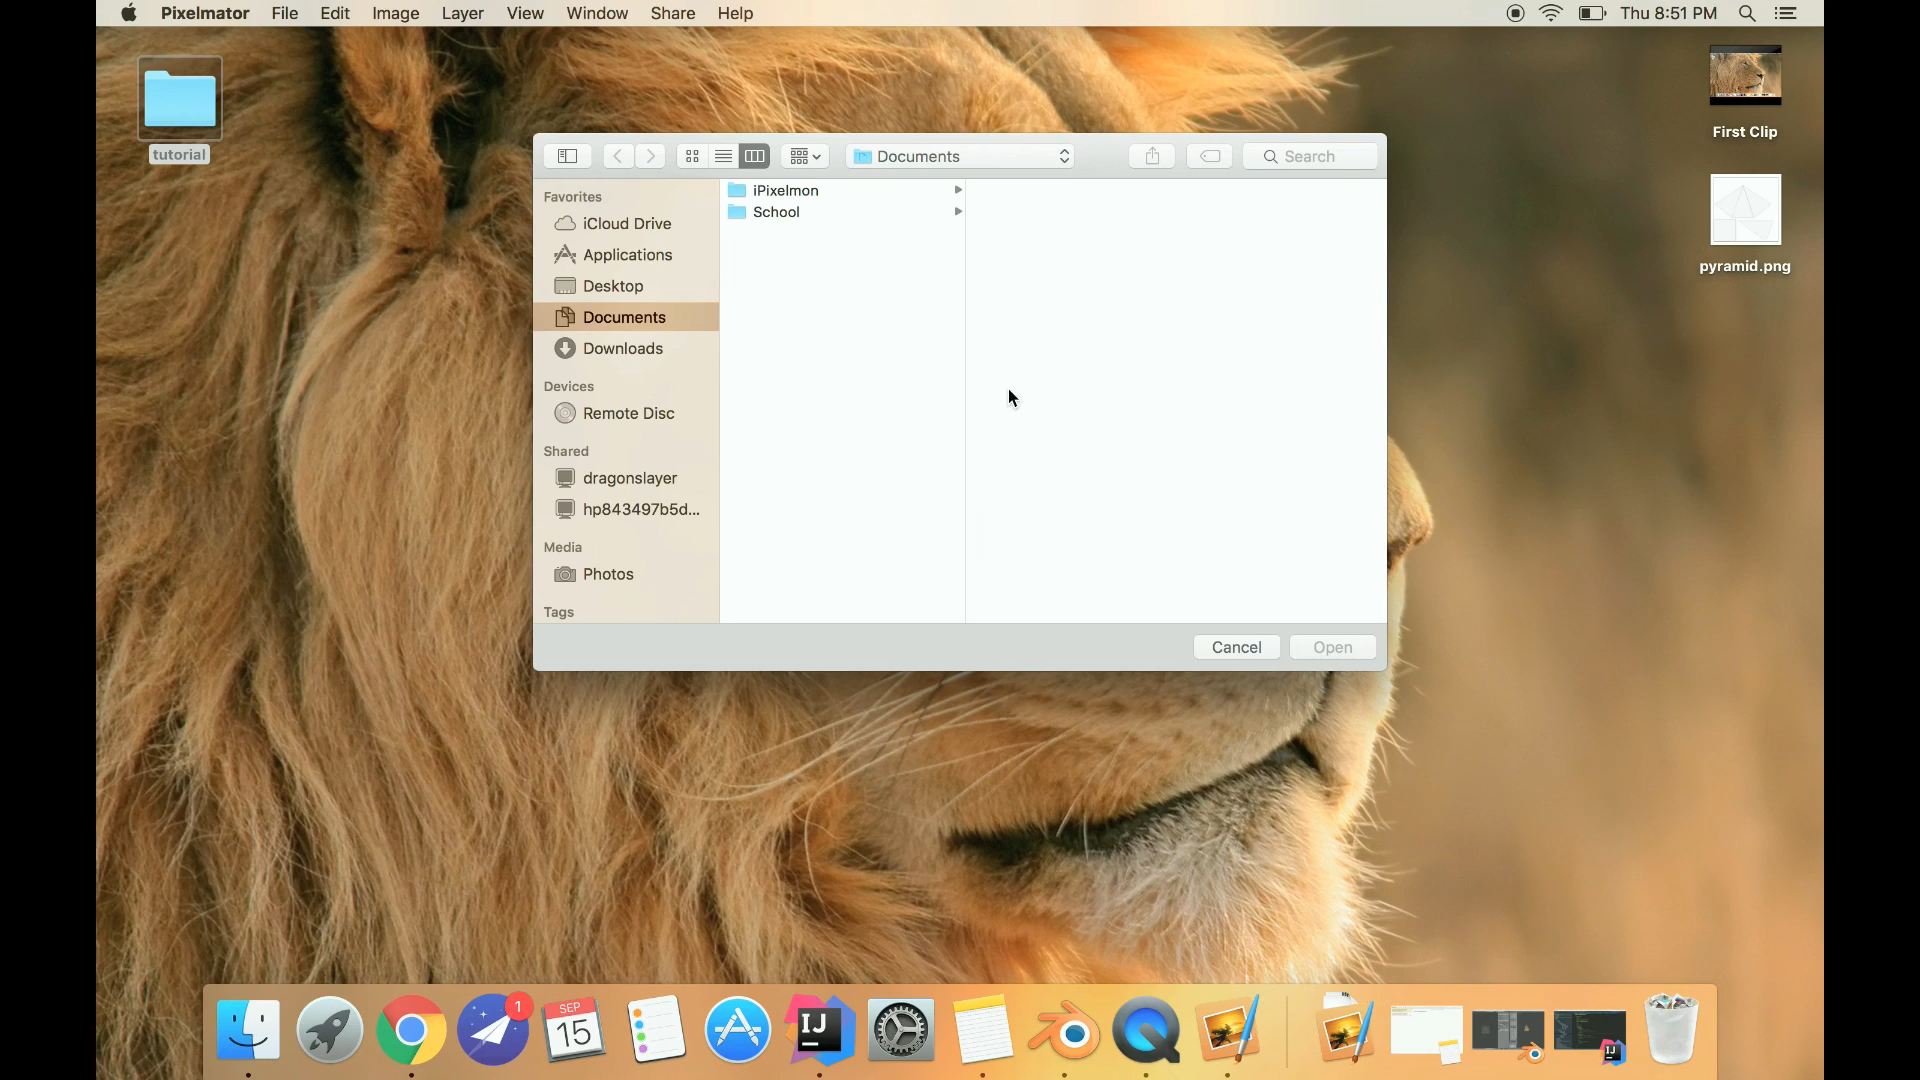 Pixelmator File Edit Image Layer View Window Share Help Thu 8:51 PM
tutorial
First Clip
pyramid.png
Documents
Search
Favorites
iCloud Drive
Applications
Desktop
Documents
Downloads
Devices
Remote Disc
Shared
dragonslayer
hp843497b5d...
Media
Photos
Tags
iPixelmon
School
Cancel
Open
1
SEP
15
IJ